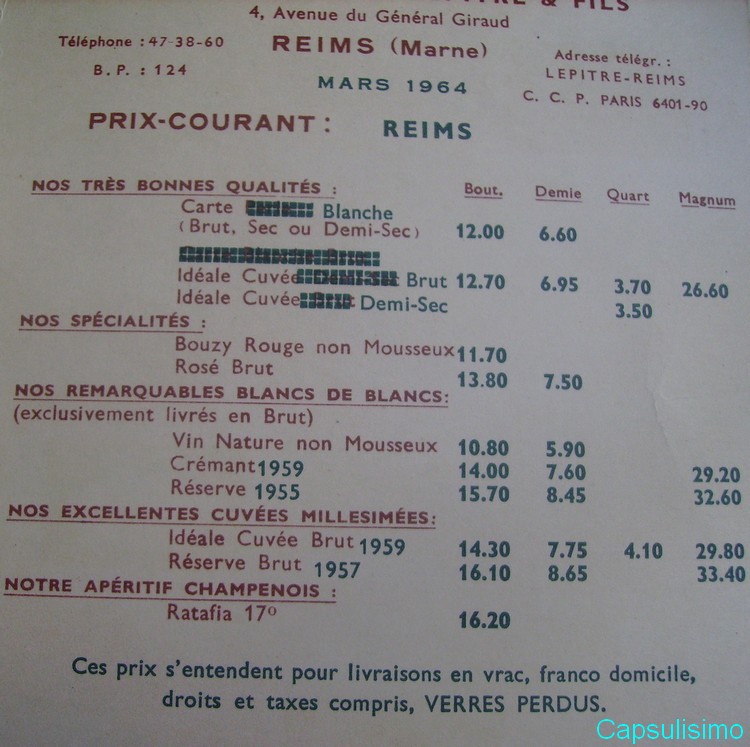 & FILS
4, Avenue du Général Giraud
Téléphone : 47-38-60
REIMS (Marne)
Adresse télégr. :
B. P. : 124
LEPITRE-REIMS
MARS 1964
C. C. P. PARIS 6401-90
PRIX-COURANT : REIMS
NOS TRÈS BONNES QUALITÉS : Bout. Demie Quart Magnum
Carte Blanche
(Brut, Sec ou Demi-Sec) 12.00 6.60
Idéale Cuvée Brut 12.70 6.95 3.70 26.60
Idéale Cuvée Demi-Sec 3.50
NOS SPÉCIALITÉS :
Bouzy Rouge non Mousseux 11.70
Rosé Brut 13.80 7.50
NOS REMARQUABLES BLANCS DE BLANCS:
(exclusivement livrés en Brut)
Vin Nature non Mousseux 10.80 5.90
Crémant 1959 14.00 7.60 29.20
Réserve 1955 15.70 8.45 32.60
NOS EXCELLENTES CUVÉES MILLESIMÉES:
Idéale Cuvée Brut 1959 14.30 7.75 4.10 29.80
Réserve Brut 1957 16.10 8.65 33.40
NOTRE APÉRITIF CHAMPENOIS :
Ratafia 17º 16.20
Ces prix s'entendent pour livraisons en vrac, franco domicile,
droits et taxes compris, VERRES PERDUS.
Capsulisimo